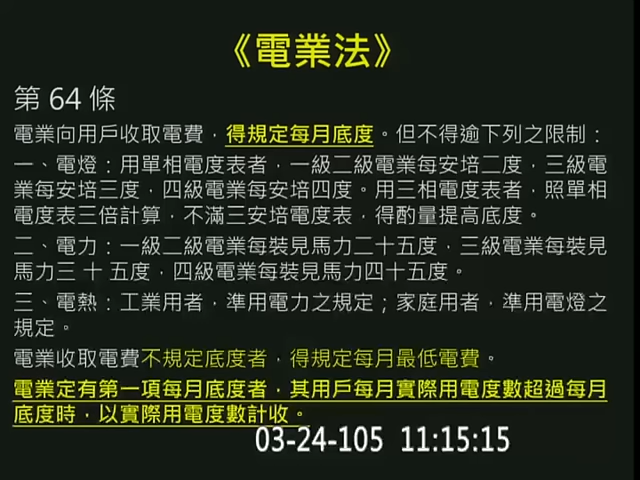 《電業法》
第 64 條
電業向用戶收取電費，得規定每月底度。但不得逾下列之限制：
一、電燈：用單相電度表者，一級二級電業每安培二度，三級電
業每安培三度，四級電業每安培四度。用三相電度表者，照單相
電度表三倍計算，不滿三安培電度表，得酌量提高底度。
二、電力：一級二級電業每裝見馬力二十五度，三級電業每裝見
馬力三 十 五度，四級電業每裝見馬力四十五度。
三、電熱：工業用者，準用電力之規定；家庭用者，準用電燈之
規定。
電業收取電費不規定底度者，得規定每月最低電費。
電業定有第一項每月底度者，其用戶每月實際用電度數超過每月
底度時，以實際用電度數計收。
03-24-105 11:15:15